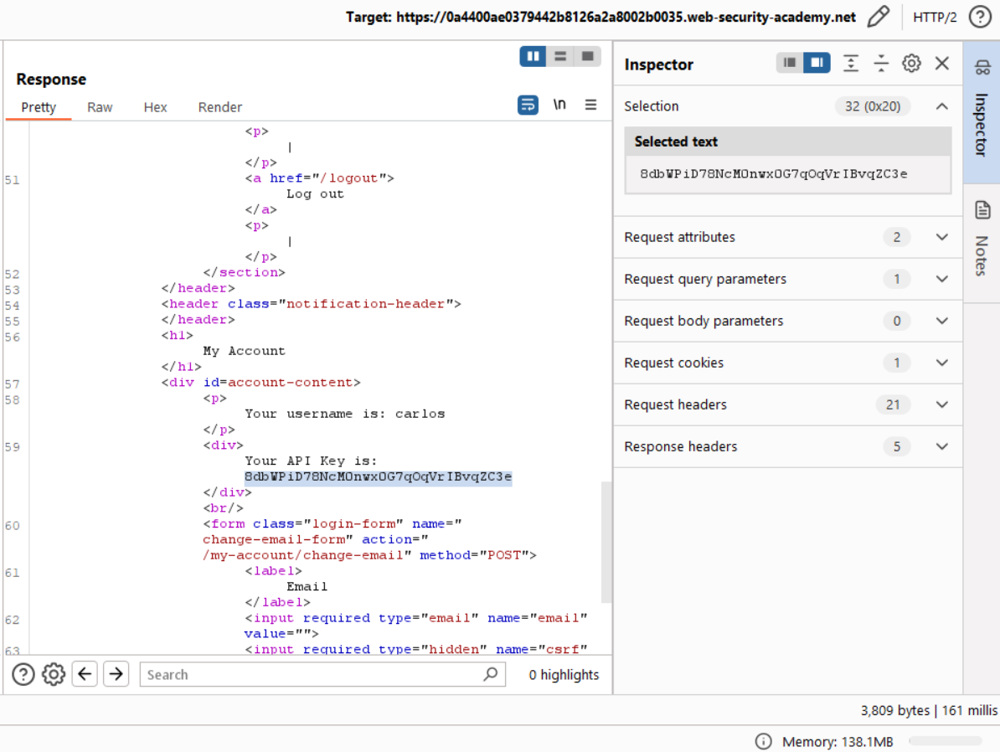 Target: https://0a4400ae0379442b8126a2a8002b0035.web-security-academy.net HTTP/2 ?
Response
Pretty Raw Hex Render \n
<p>
|
</p>
51 <a href="/logout">
Log out
</a>
<p>
|
</p>
52 </section>
53 </header>
54 <header class="notification-header">
55 </header>
56 <h1>
My Account
</h1>
57 <div id=account-content>
58 <p>
Your username is: carlos
</p>
59 <div>
Your API Key is:
8dbWPiD78NcMOnwxOG7qOqVrIBvqZC3e
</div>
<br/>
60 <form class="login-form" name="
change-email-form" action="
/my-account/change-email" method="POST">
61 <label>
Email
</label>
62 <input required type="email" name="email"
value="">
63 <input required type="hidden" name="csrf"
? Search 0 highlights
Inspector
Selection 32 (0x20)
Selected text
8dbWPiD78NcMOnwxOG7qOqVrIBvqZC3e
Request attributes 2
Request query parameters 1
Request body parameters 0
Request cookies 1
Request headers 21
Response headers 5
Inspector
Notes
3,809 bytes | 161 millis
Memory: 138.1MB